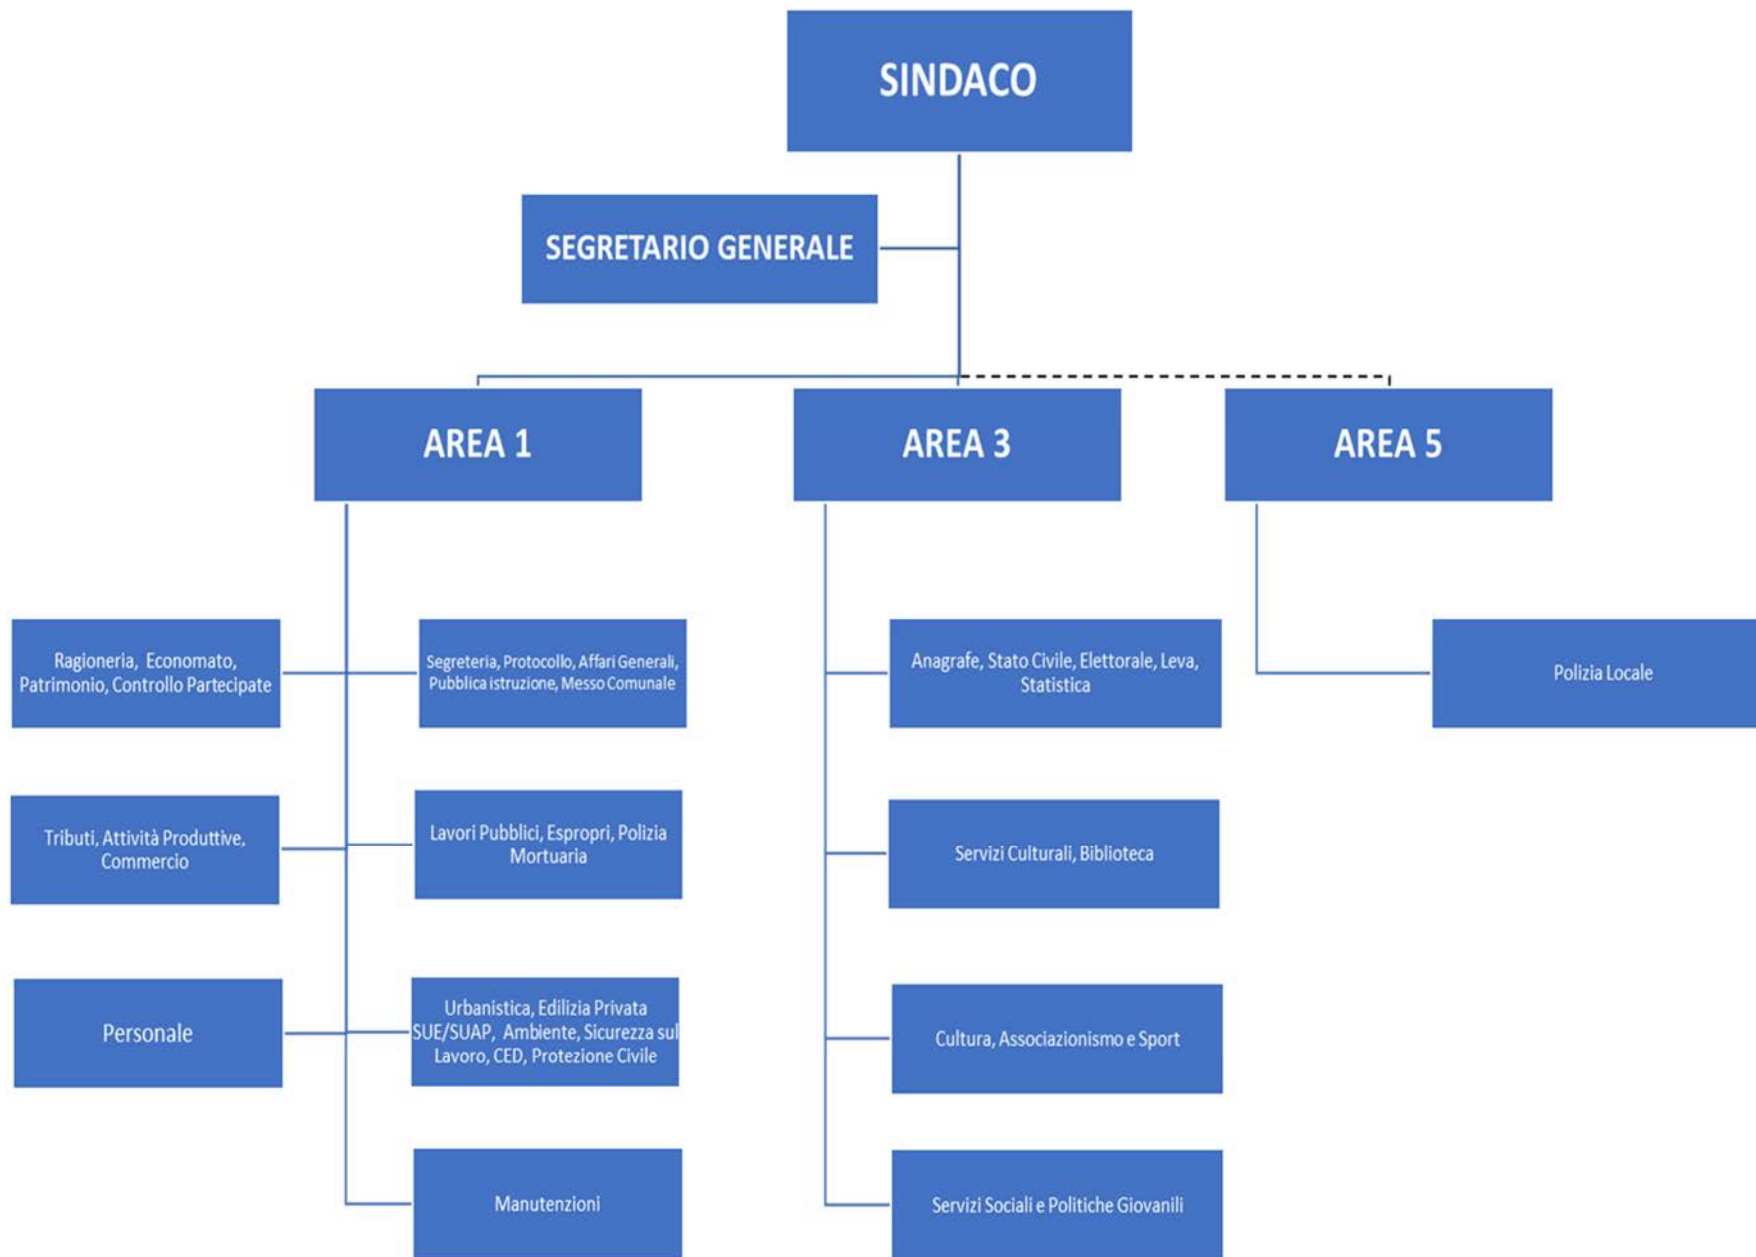 SINDACO
SEGRETARIO GENERALE
AREA 1
AREA 3
AREA 5
Ragioneria, Economato,
Patrimonio, Controllo Partecipate
Segreteria, Protocollo, Affari Generali,
Pubblica istruzione, Messo Comunale
Anagrafe, Stato Civile, Elettorale, Leva,
Statistica
Polizia Locale
Tributi, Attività Produttive,
Commercio
Lavori Pubblici, Espropri, Polizia
Mortuaria
Servizi Culturali, Biblioteca
Personale
Urbanistica, Edilizia Privata
SUE/SUAP, Ambiente, Sicurezza sul
Lavoro, CED, Protezione Civile
Cultura, Associazionismo e Sport
Manutenzioni
Servizi Sociali e Politiche Giovanili